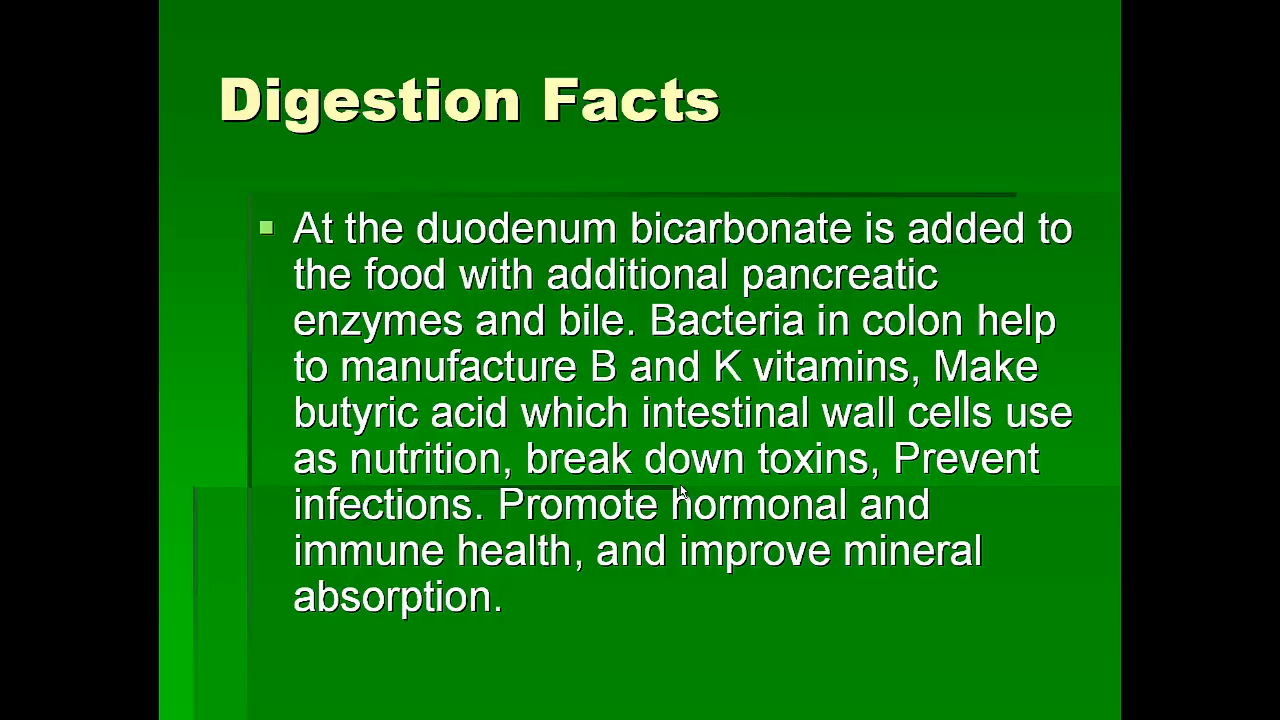 Digestion Facts
At the duodenum bicarbonate is added to
the food with additional pancreatic
enzymes and bile. Bacteria in colon help
to manufacture B and K vitamins, Make
butyric acid which intestinal wall cells use
as nutrition, break down toxins, Prevent
infections. Promote hormonal and
immune health, and improve mineral
absorption.